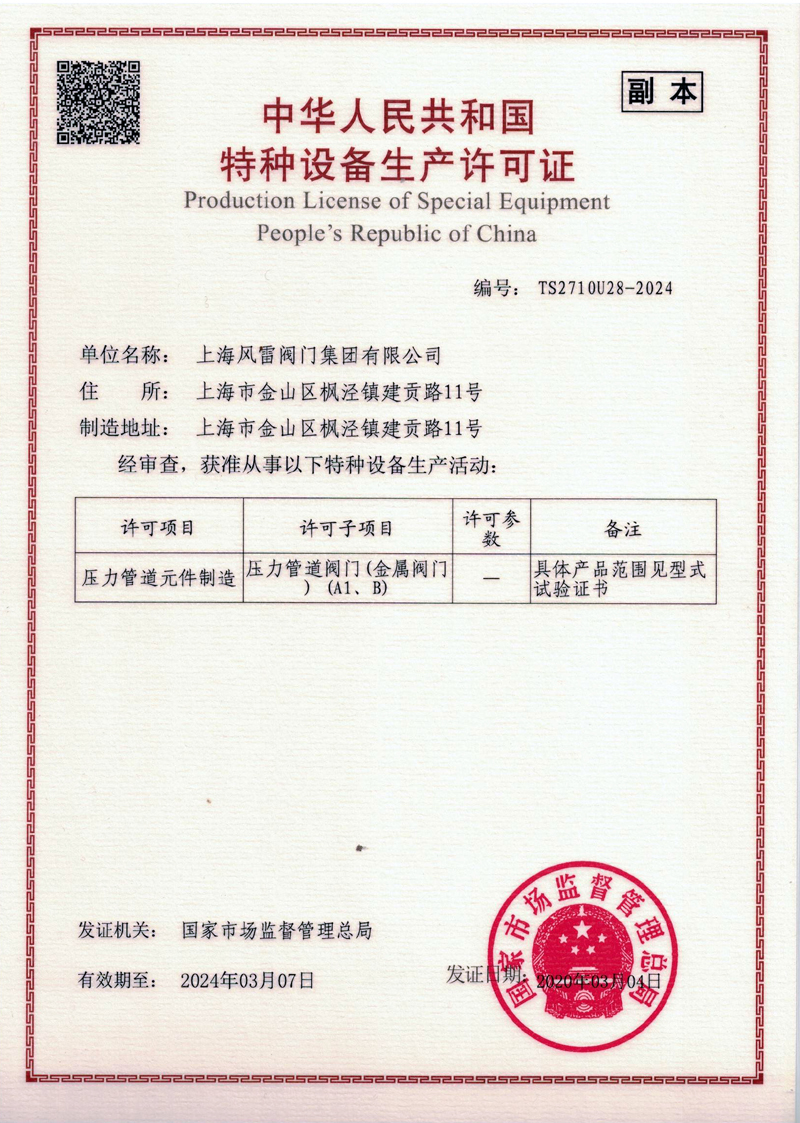 副 本
中华人民共和国
特种设备生产许可证
Production License of Special Equipment
People's Republic of China
编号： TS2710U28-2024
单位名称： 上海风雷阀门集团有限公司
住 所： 上海市金山区枫泾镇建贡路11号
制造地址： 上海市金山区枫泾镇建贡路11号
经审查，获准从事以下特种设备生产活动：
许可项目 许可子项目 许可参数 备注
压力管道元件制造 压力管道阀门(金属阀门) (A1、B) — 具体产品范围见型式试验证书
国家市场监督管理总局
发证机关： 国家市场监督管理总局
有效期至： 2024年03月07日
发证日期： 2020年03月04日